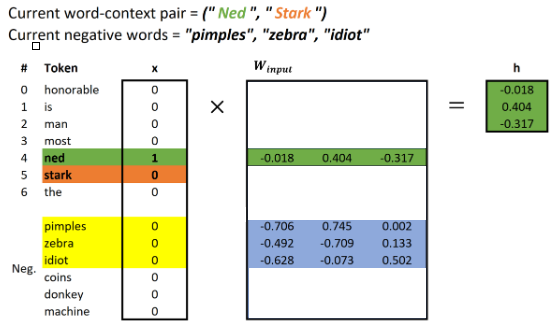 Current word-context pair = (" Ned ", " Stark ")
Current negative words = "pimples", "zebra", "idiot"
# Token x W_input h
0 honorable 0 -0.018
1 is 0 × = 0.404
2 man 0 -0.317
3 most 0
4 ned 1 -0.018 0.404 -0.317
5 stark 0
6 the 0
pimples 0 -0.706 0.745 0.002
zebra 0 -0.492 -0.709 0.133
idiot 0 -0.628 -0.073 0.502
Neg.
coins 0
donkey 0
machine 0